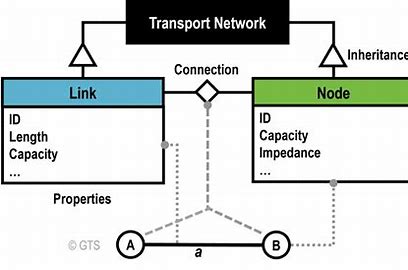 Transport Network
Inheritance
Connection
Link
Node
ID
Length
Capacity
...
ID
Capacity
Impedance
...
Properties
© GTS
A
a
B